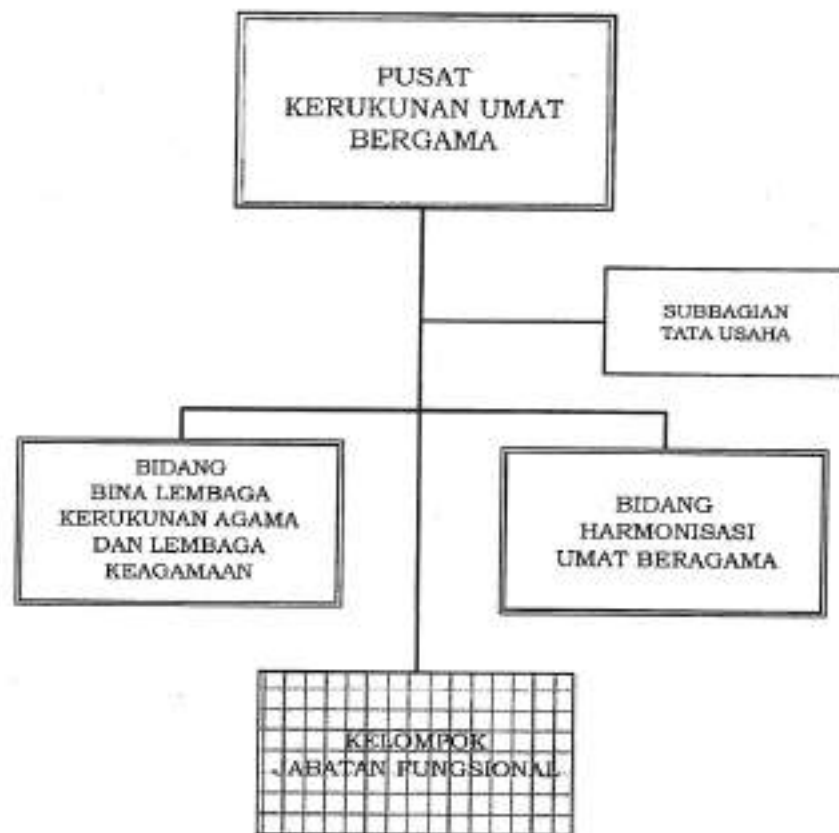 PUSAT
KERUKUNAN UMAT
BERGAMA
SUBBAGIAN
TATA USAHA
BIDANG
BINA LEMBAGA
KERUKUNAN AGAMA
DAN LEMBAGA
KEAGAMAAN
BIDANG
HARMONISASI
UMAT BERAGAMA
KELOMPOK
JABATAN FUNGSIONAL